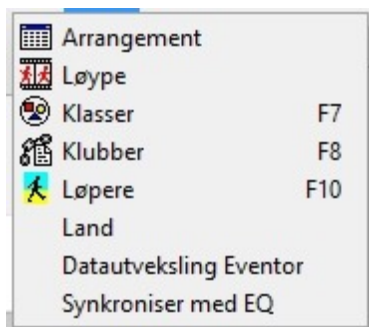 Arrangement
Løype
Klasser F7
Klubber F8
Løpere F10
Land
Datautveksling Eventor
Synkroniser med EQ